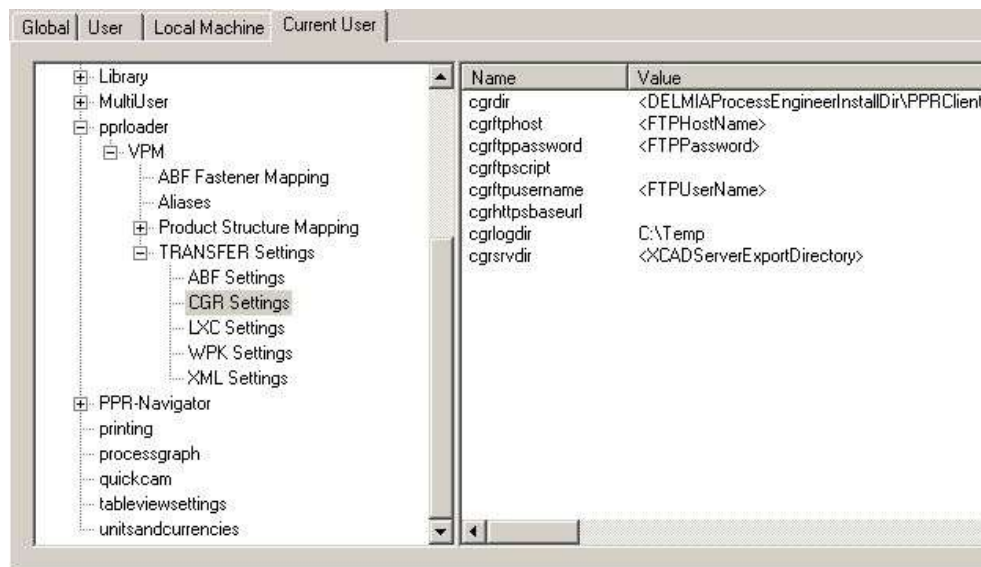 Global User Local Machine Current User
Library
MultiUser
pprloader
VPM
ABF Fastener Mapping
Aliases
Product Structure Mapping
TRANSFER Settings
ABF Settings
CGR Settings
LXC Settings
WPK Settings
XML Settings
PPR-Navigator
printing
processgraph
quickcam
tableviewsettings
unitsandcurrencies
Name Value
cgrdir <DELMIAProcessEngineerInstallDir\PPRClient
cgrftphost <FTPHostName>
cgrftppassword <FTPPassword>
cgrftpscript
cgrftpusername <FTPUserName>
cgrhttpsbaseurl
cgrlogdir C:\Temp
cgrsrvdir <XCADServerExportDirectory>